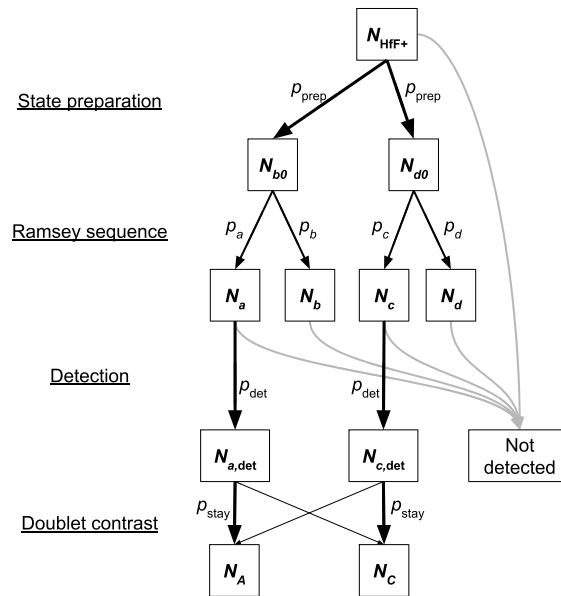 N_HfF+
p_prep p_prep
State preparation
N_b0 N_d0
Ramsey sequence p_a p_b p_c p_d
N_a N_b N_c N_d
Detection
p_det p_det
N_a,det N_c,det
Not
detected
p_stay p_stay
Doublet contrast
N_A N_C